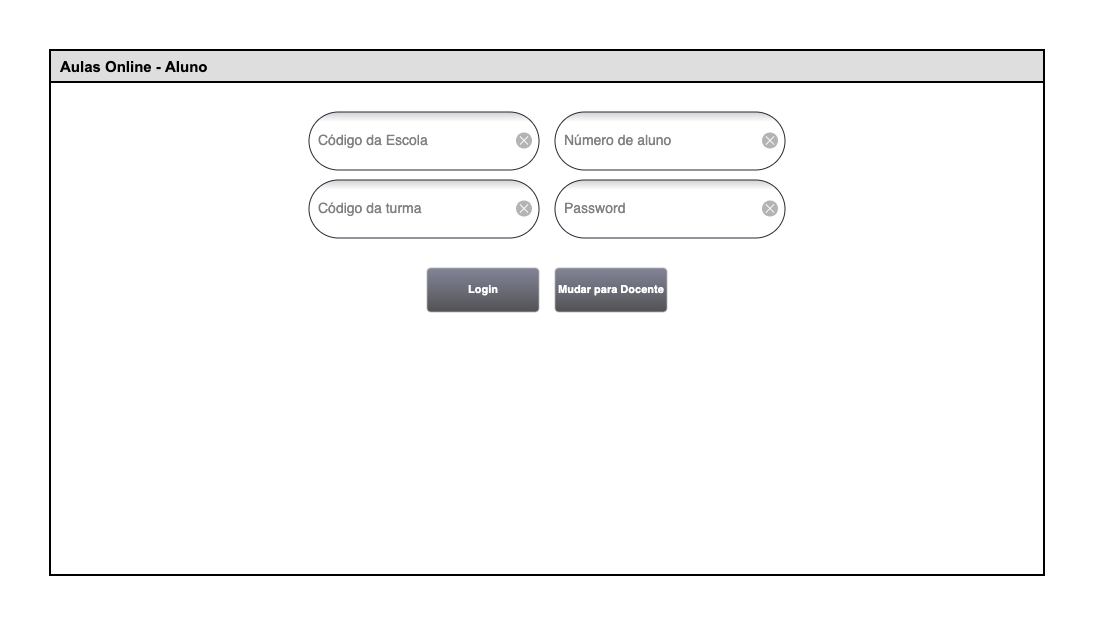 Aulas Online - Aluno
Código da Escola
Número de aluno
Código da turma
Password
Login
Mudar para Docente